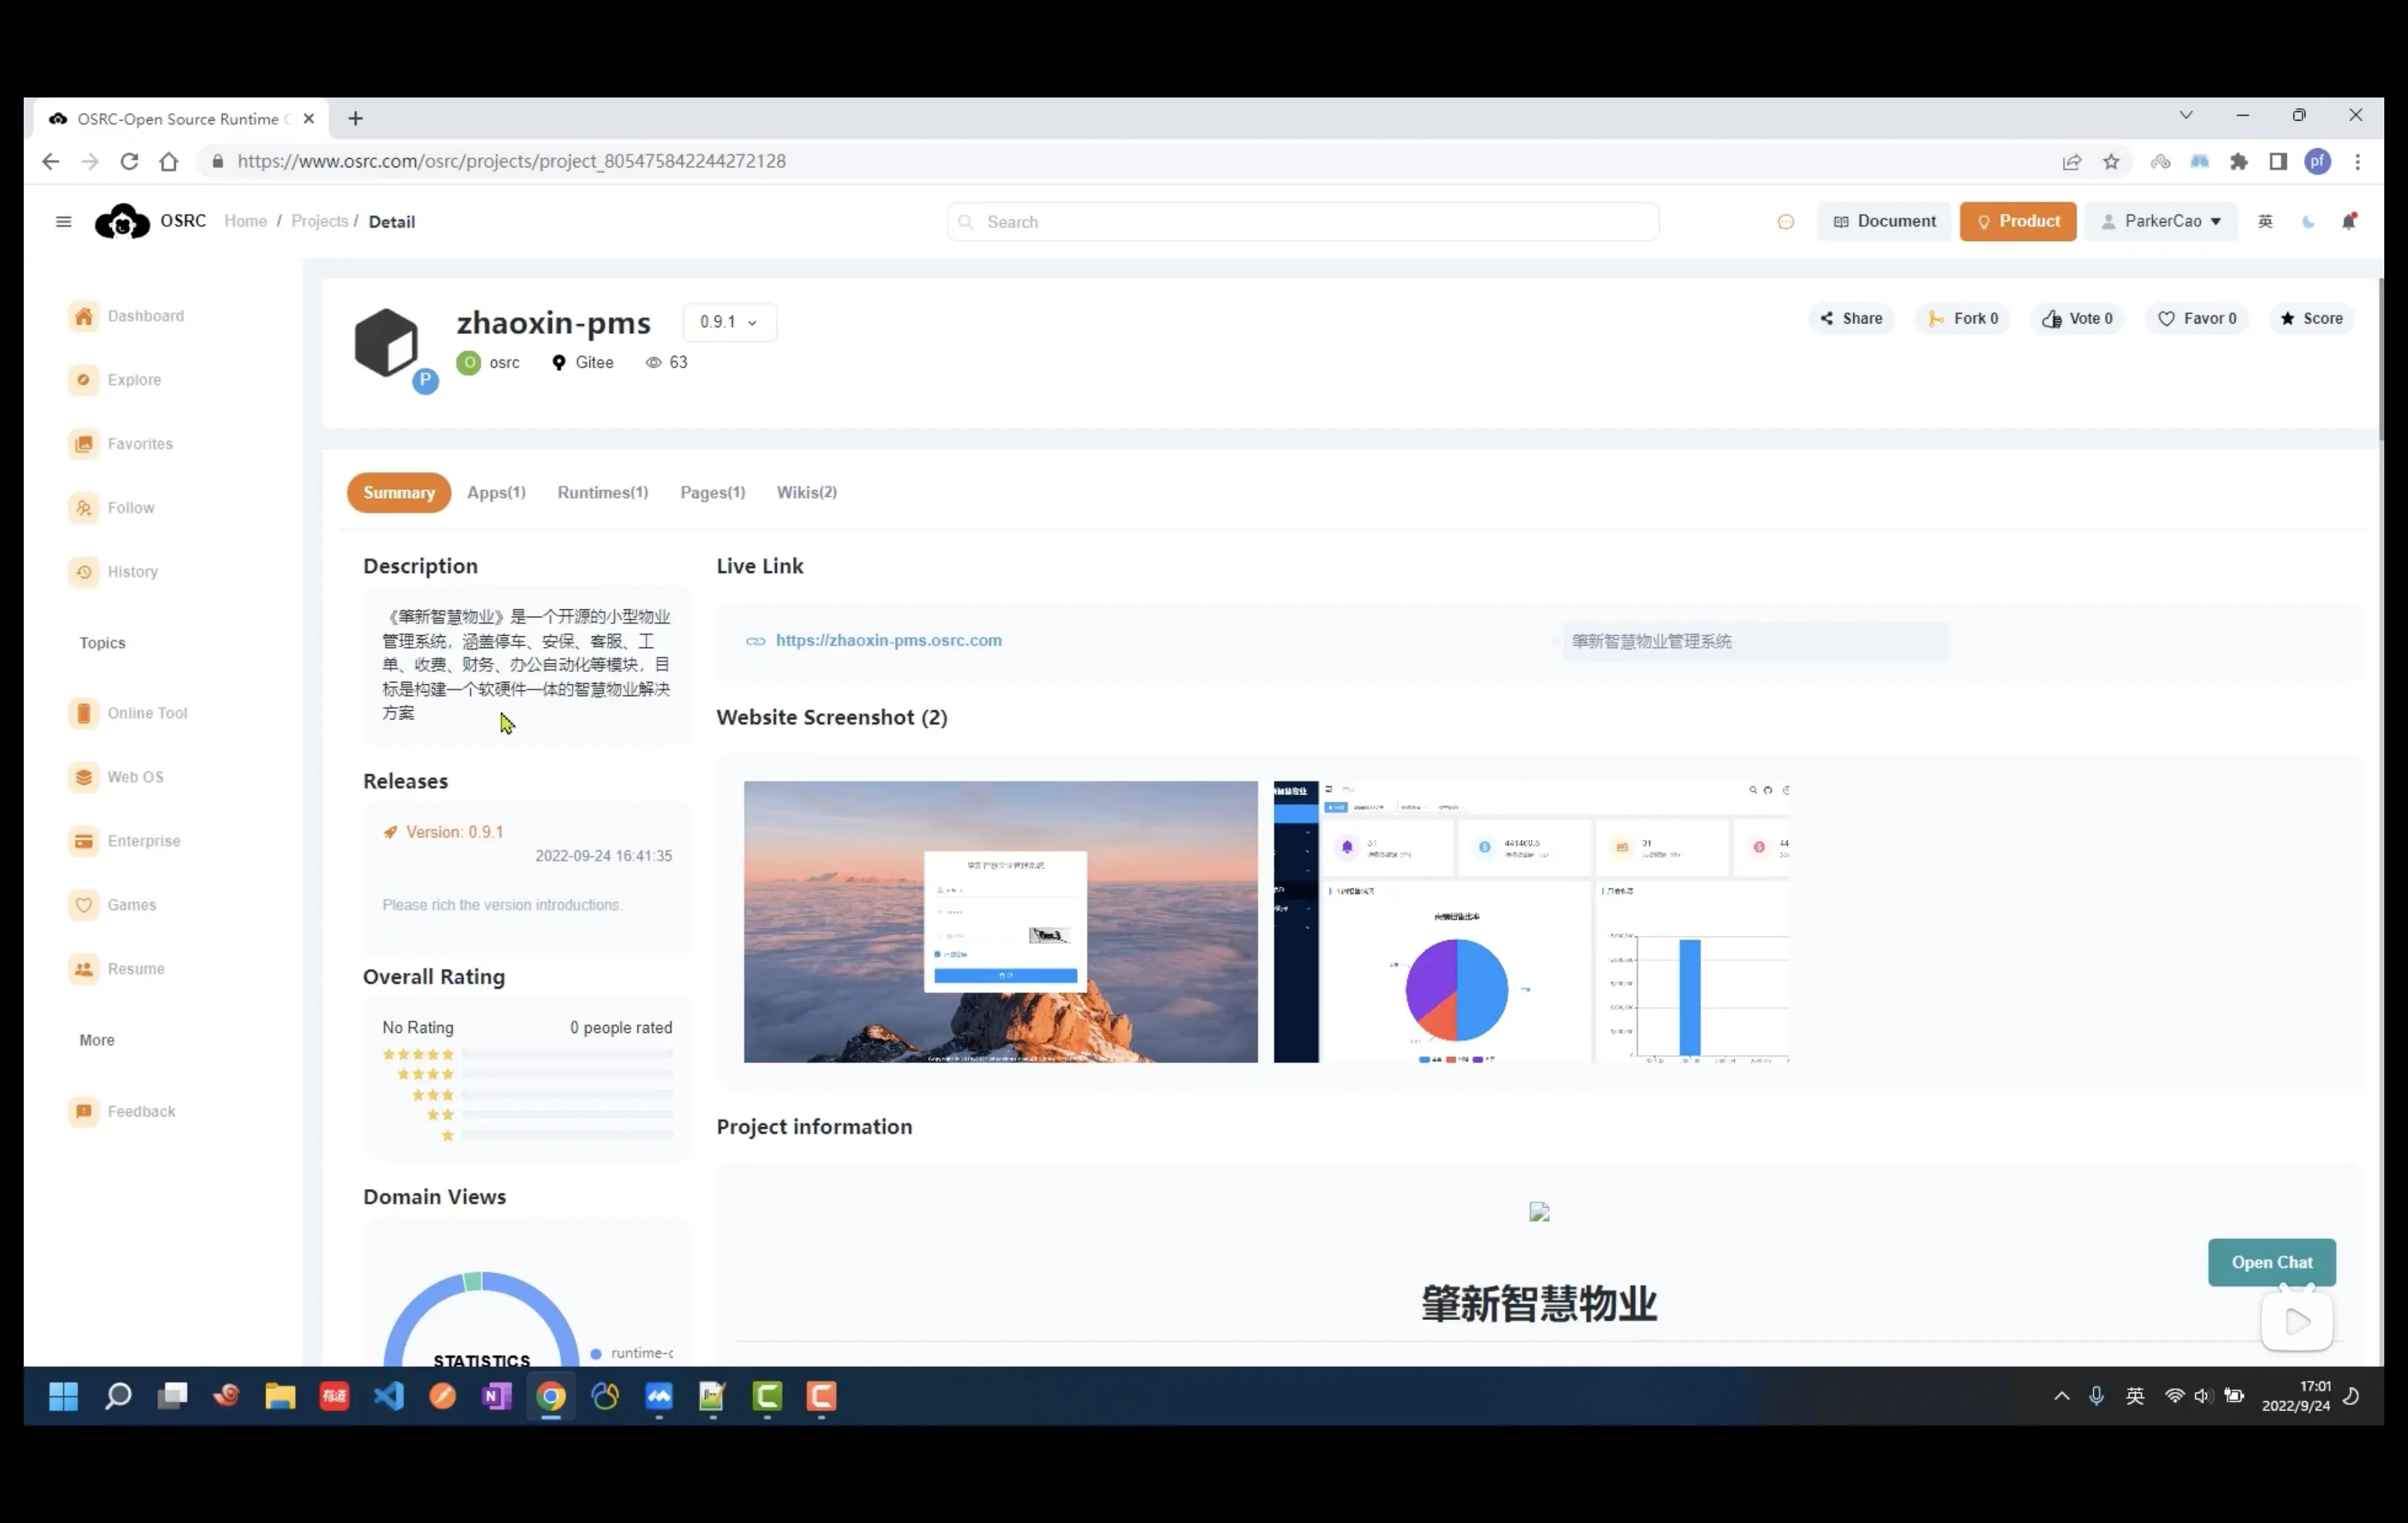 OSRC-Open Source Runtime C
https://www.osrc.com/osrc/projects/project_805475842244272128
pf
OSRC Home / Projects / Detail
Search
Document
Product
ParkerCao
英
Dashboard
Explore
Favorites
Follow
History
Topics
Online Tool
Web OS
Enterprise
Games
Resume
More
Feedback
zhaoxin-pms
0.9.1
P
O osrc
Gitee
63
Share
Fork 0
Vote 0
Favor 0
Score
Summary
Apps(1)
Runtimes(1)
Pages(1)
Wikis(2)
Description
《肇新智慧物业》是一个开源的小型物业
管理系统，涵盖停车、安保、客服、工
单、收费、财务、办公自动化等模块，目
标是构建一个软硬件一体的智慧物业解决
方案
Releases
Version: 0.9.1
2022-09-24 16:41:35
Please rich the version introductions.
Overall Rating
No Rating
0 people rated
Domain Views
STATISTICS
runtime-c
Live Link
https://zhaoxin-pms.osrc.com
肇新智慧物业管理系统
Website Screenshot (2)
31
441460.5
31
44
Project information
肇新智慧物业
Open Chat
有道
N
英
17:01
2022/9/24